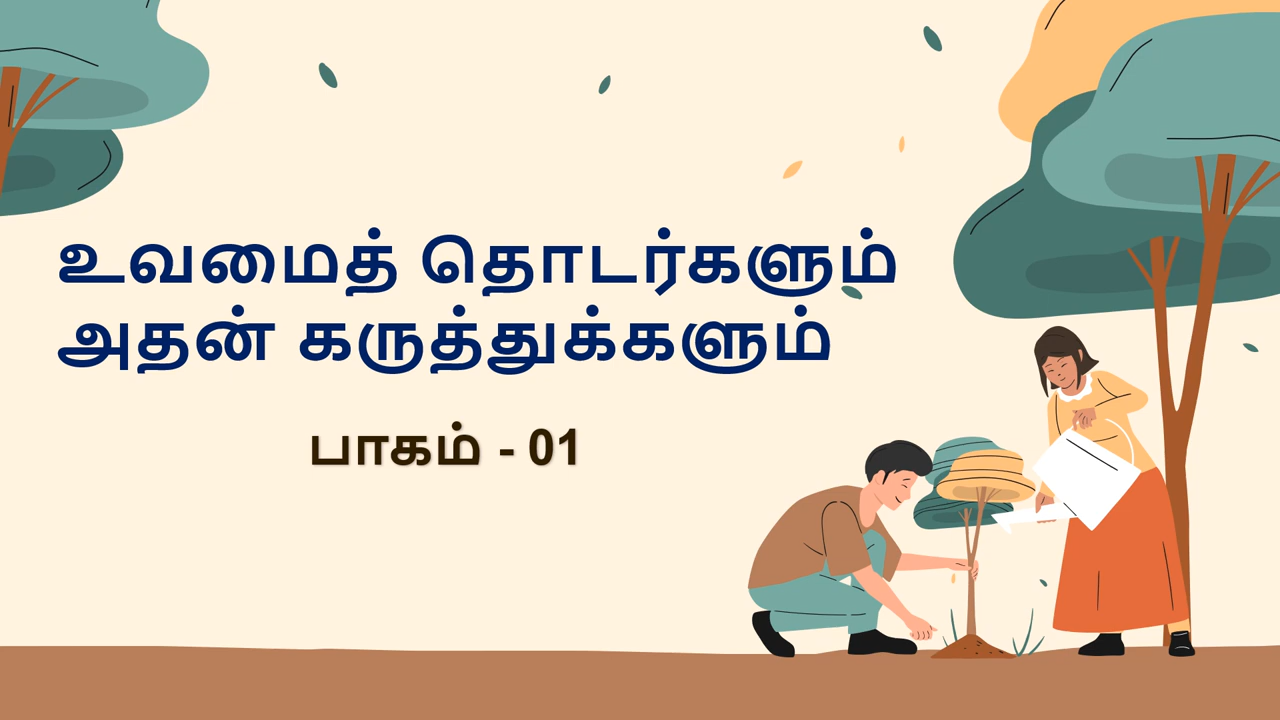 உவமைத் தொடர்களும்
அதன் கருத்துக்களும்
பாகம் - 01